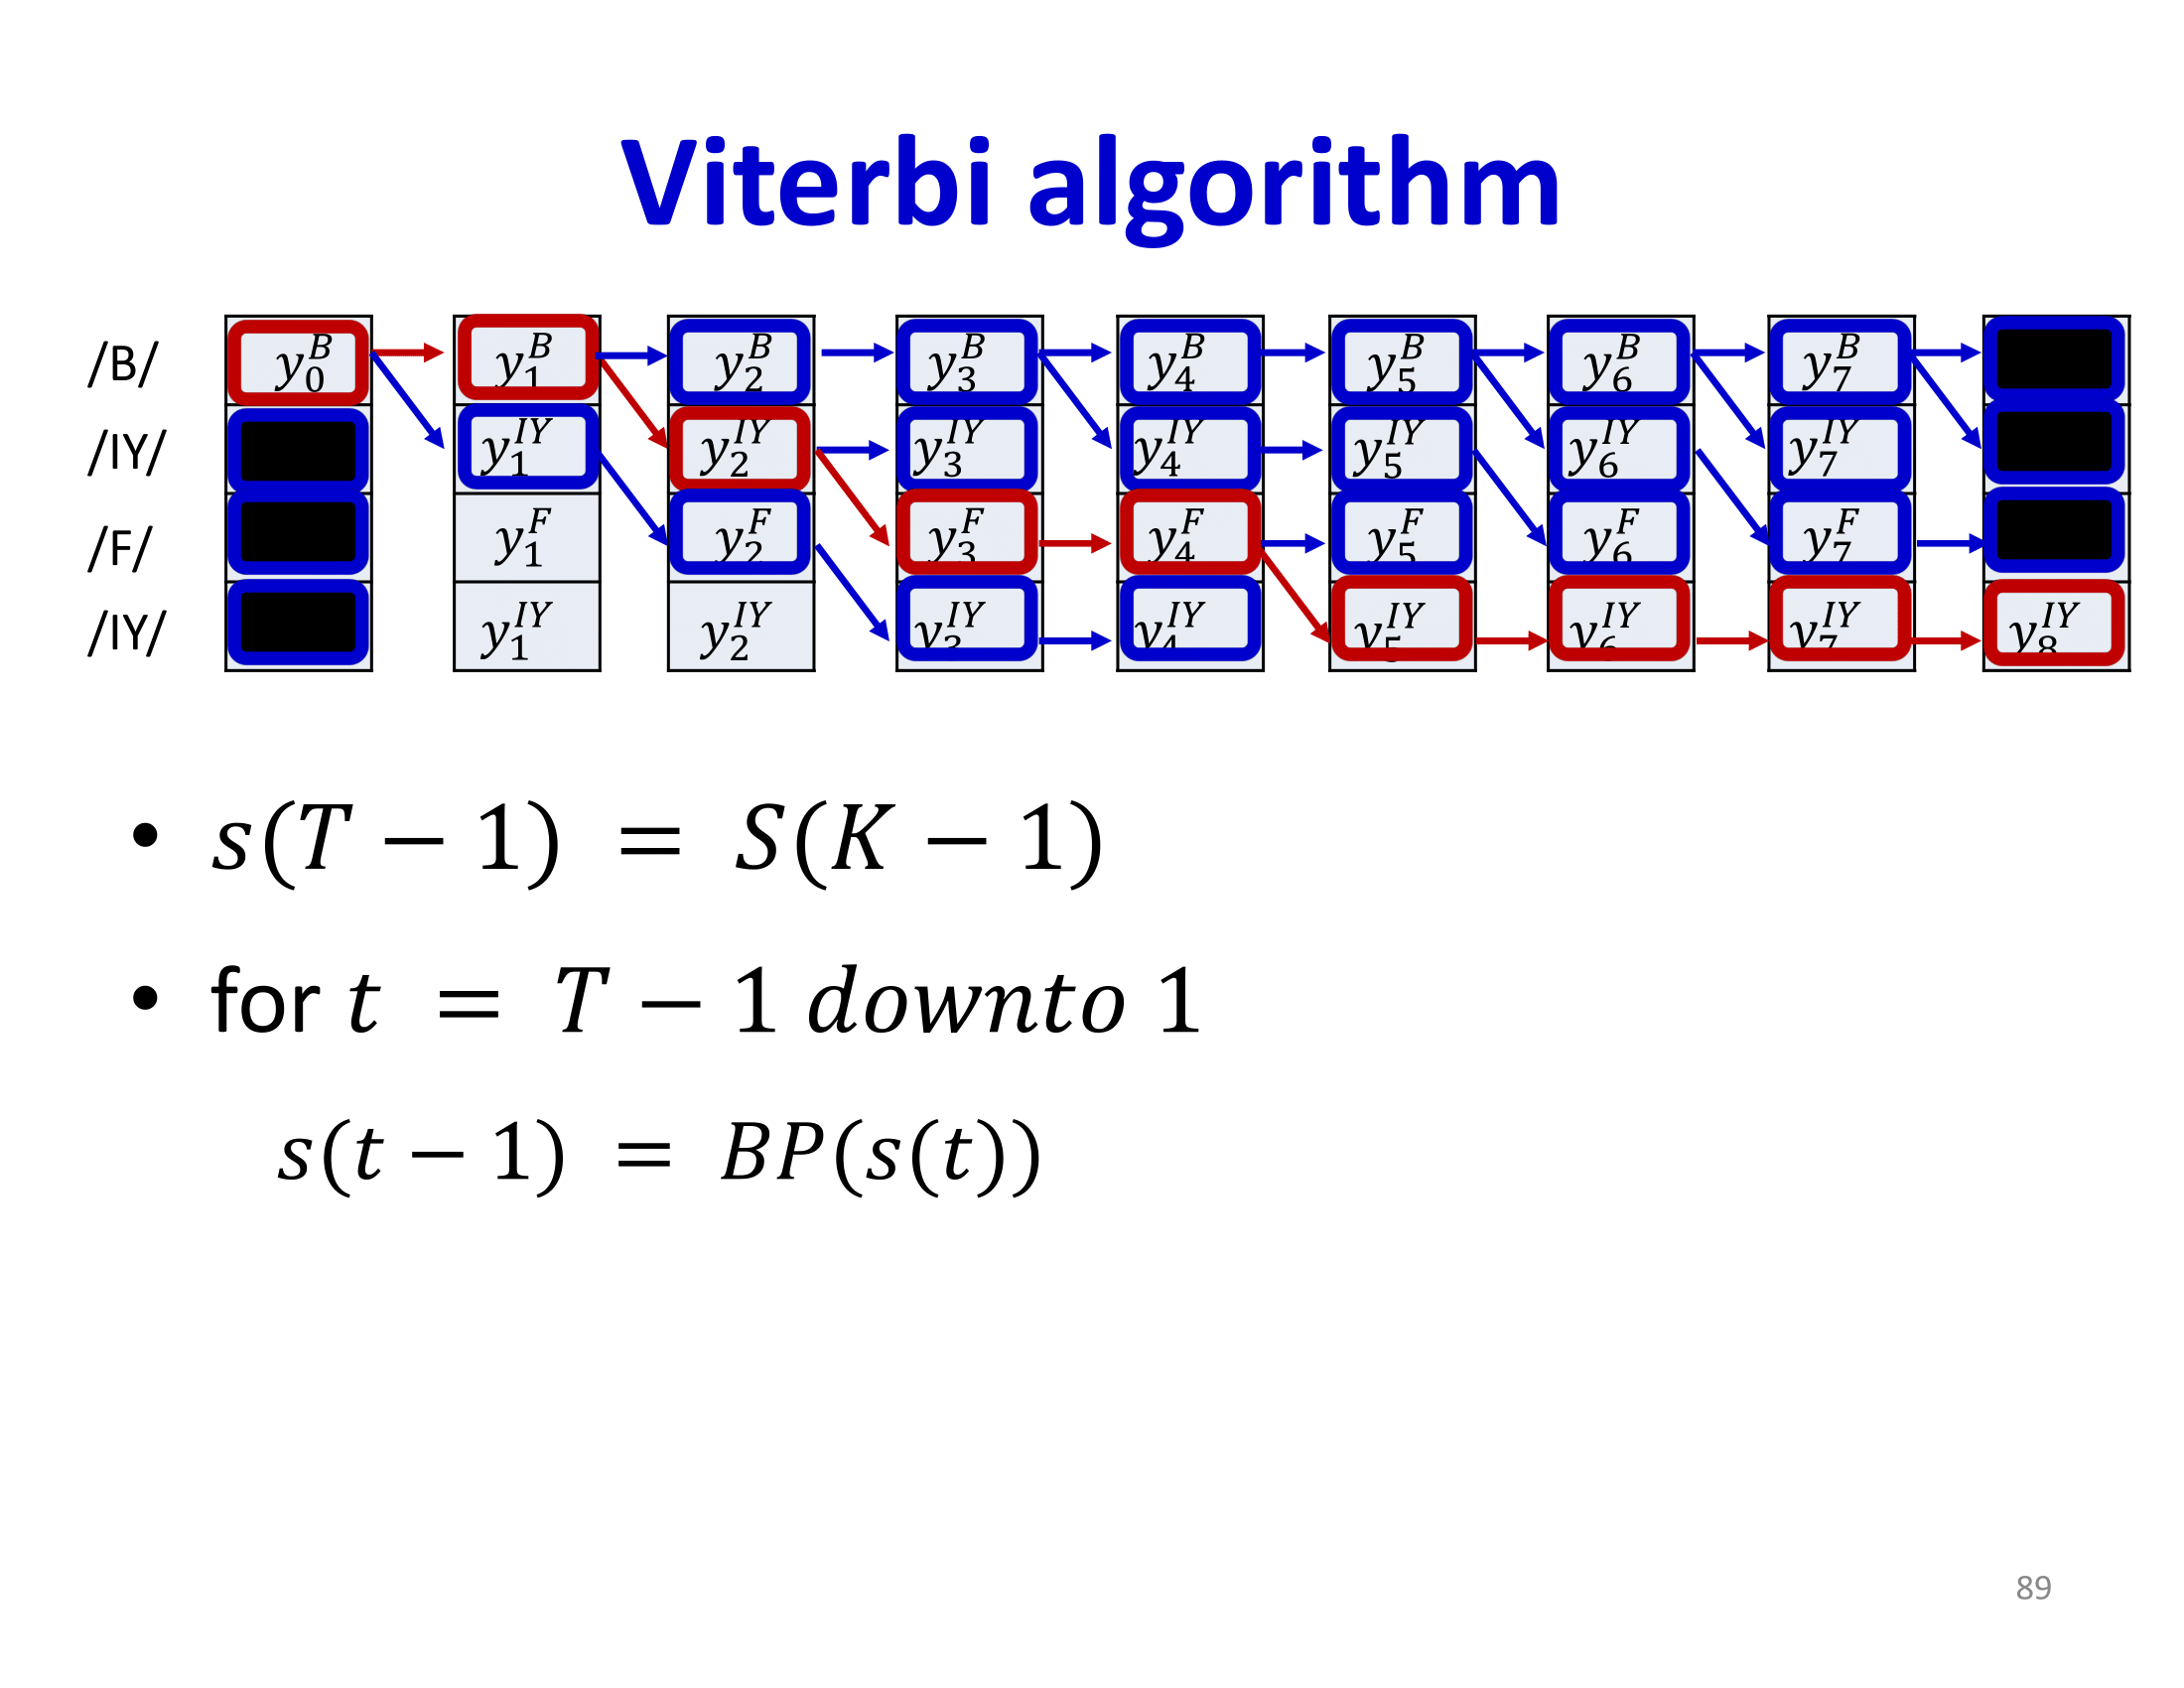 Viterbi algorithm
/B/ y_0^B y_1^B y_2^B y_3^B y_4^B y_5^B y_6^B y_7^B
/IY/ y_1^{IY} y_2^{IY} y_3^{IY} y_4^{IY} y_5^{IY} y_6^{IY} y_7^{IY}
/F/ y_1^F y_2^F y_3^F y_4^F y_5^F y_6^F y_7^F
/IY/ y_1^{IY} y_2^{IY} y_3^{IY} y_4^{IY} y_5^{IY} y_6^{IY} y_7^{IY} y_8^{IY}
• s(T − 1) = S(K − 1)
• for t = T − 1 downto 1
s(t − 1) = BP(s(t))
89